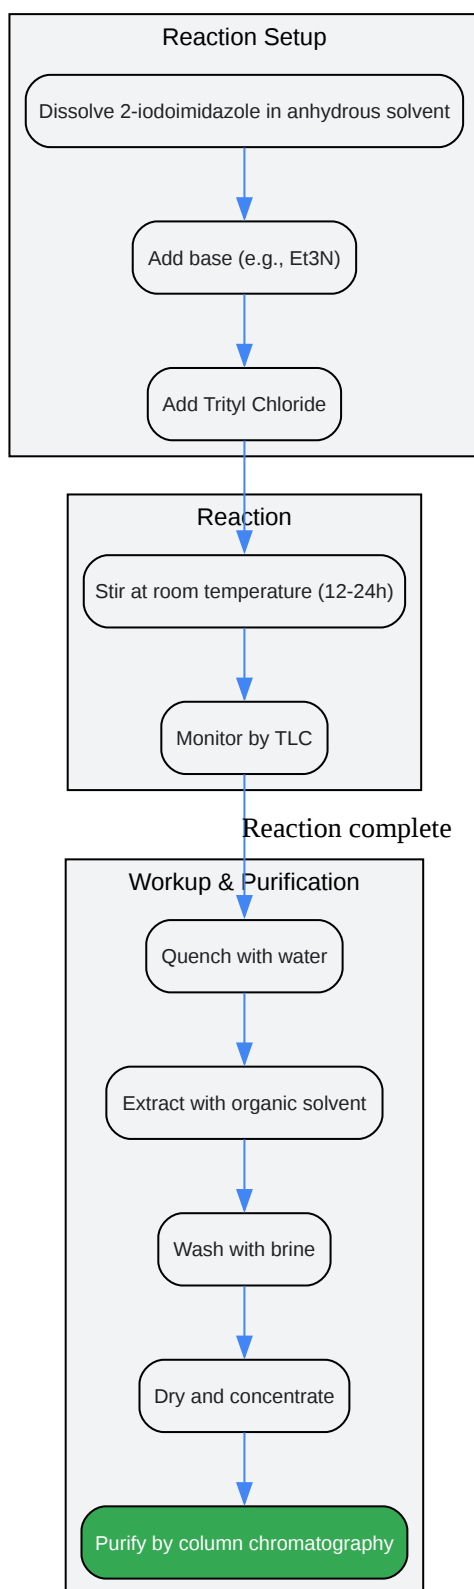 Reaction Setup
Dissolve 2-iodoimidazole in anhydrous solvent
Add base (e.g., Et3N)
Add Trityl Chloride
Reaction
Stir at room temperature (12-24h)
Monitor by TLC
Reaction complete
Workup & Purification
Quench with water
Extract with organic solvent
Wash with brine
Dry and concentrate
Purify by column chromatography